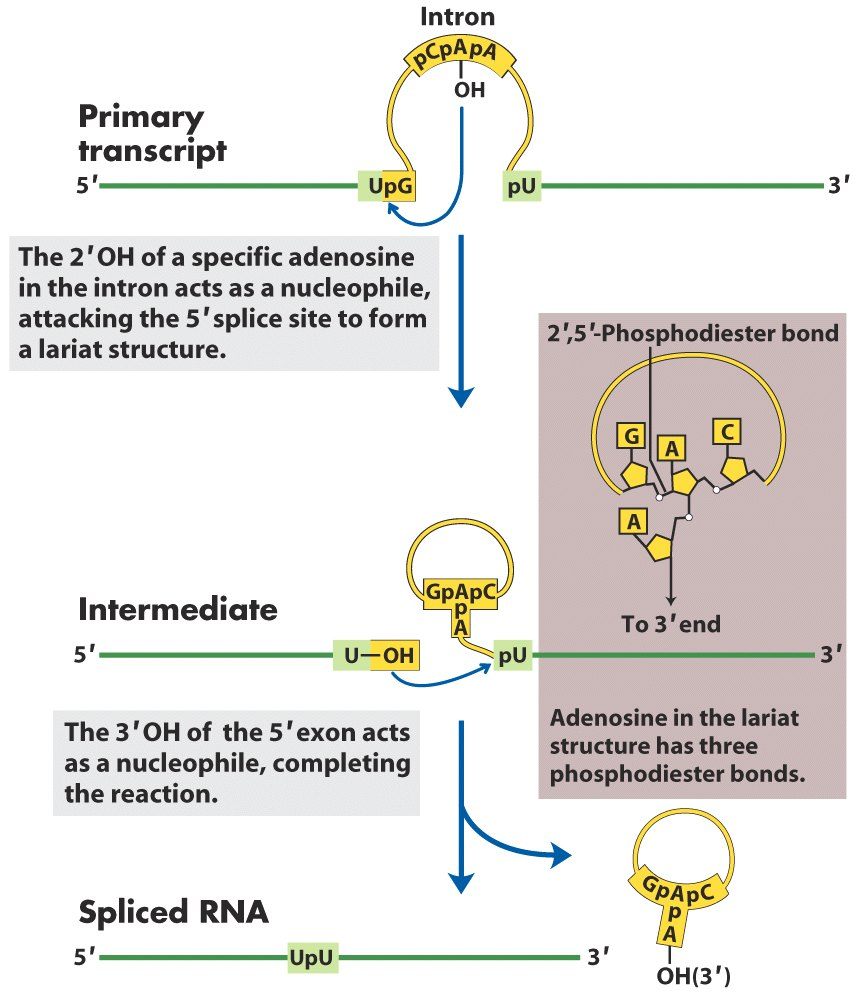 Intron
pCpApA
OH
Primary
transcript
5′
UpG
pU
3′
The 2′OH of a specific adenosine
in the intron acts as a nucleophile,
attacking the 5′ splice site to form
a lariat structure.
2′,5′-Phosphodiester bond
G
A
C
A
To 3′ end
Adenosine in the lariat
structure has three
phosphodiester bonds.
GpApC
p
A
Intermediate
5′
U—OH
pU
3′
The 3′OH of the 5′ exon acts
as a nucleophile, completing
the reaction.
Spliced RNA
5′
UpU
3′
GpApC
p
A
OH(3′)